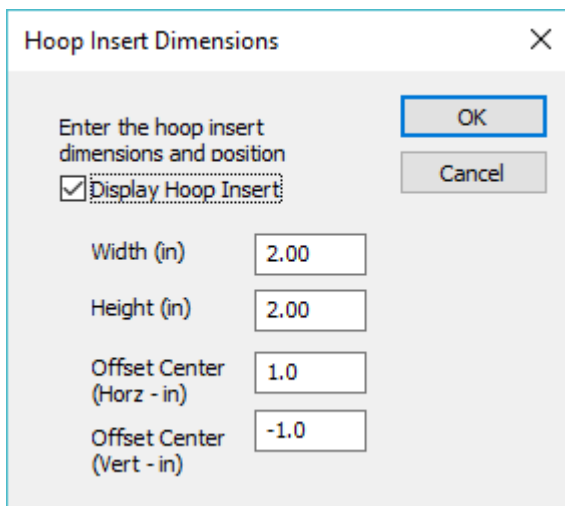 Hoop Insert Dimensions
Enter the hoop insert
dimensions and position
OK
Cancel
Display Hoop Insert
Width (in)
2.00
Height (in)
2.00
Offset Center
(Horz - in)
1.0
Offset Center
(Vert - in)
-1.0